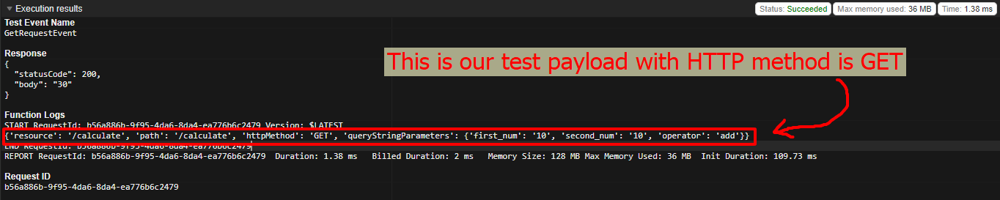 Execution results
Status: Succeeded Max memory used: 36 MB Time: 1.38 ms
Test Event Name
GetRequestEvent
Response
{
"statusCode": 200,
"body": "30"
}
This is our test payload with HTTP method is GET
Function Logs
START RequestId: b56a886b-9f95-4da6-8da4-ea776b6c2479 Version: $LATEST
{'resource': '/calculate', 'path': '/calculate', 'httpMethod': 'GET', 'queryStringParameters': {'first_num': '10', 'second_num': '10', 'operator': 'add'}}
END RequestId: b56a886b-9f95-4da6-8da4-ea776b6c2479
REPORT RequestId: b56a886b-9f95-4da6-8da4-ea776b6c2479 Duration: 1.38 ms Billed Duration: 2 ms Memory Size: 128 MB Max Memory Used: 36 MB Init Duration: 109.73 ms
Request ID
b56a886b-9f95-4da6-8da4-ea776b6c2479